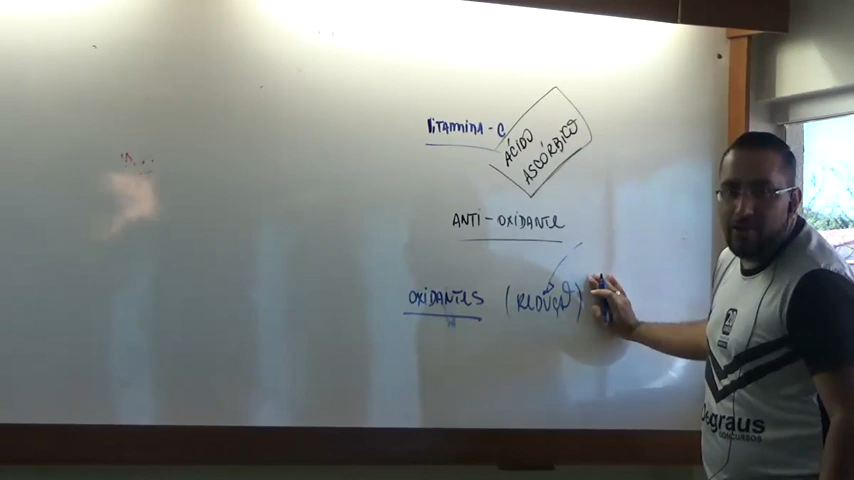 VITAMINA - C
ÁCIDO
ASCÓRBICO
ANTI - OXIDANTE
OXIDANTES (REDUÇÃO)
Degraus
CONCURSOS